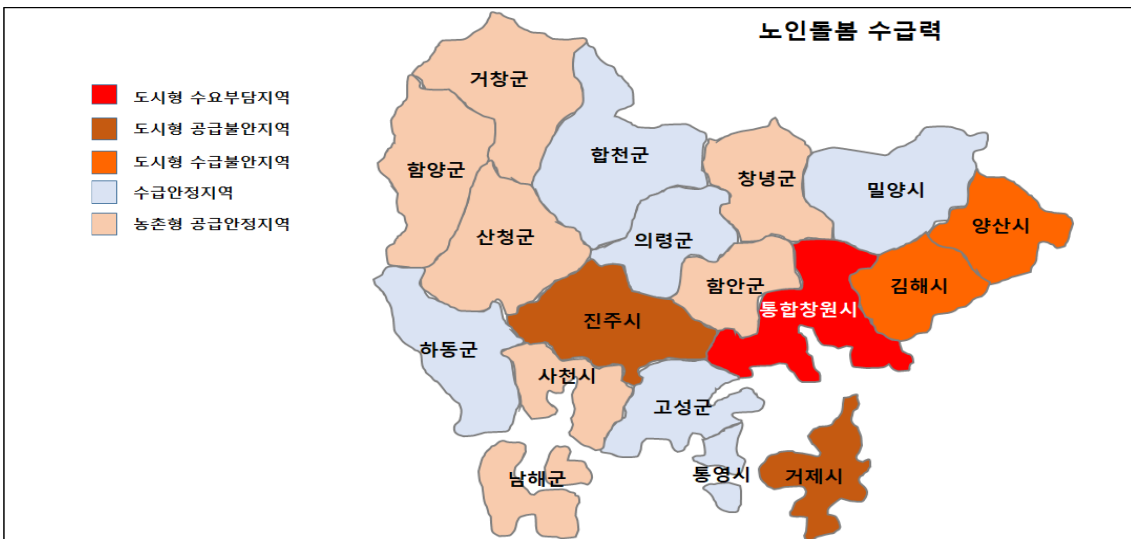 노인돌봄 수급력
도시형 수요부담지역
도시형 공급불안지역
도시형 수급불안지역
수급안정지역
농촌형 공급안정지역
거창군
합천군
함양군
창녕군
밀양시
산청군
의령군
양산시
함안군
김해시
통합창원시
진주시
하동군
사천시
고성군
남해군
통영시
거제시